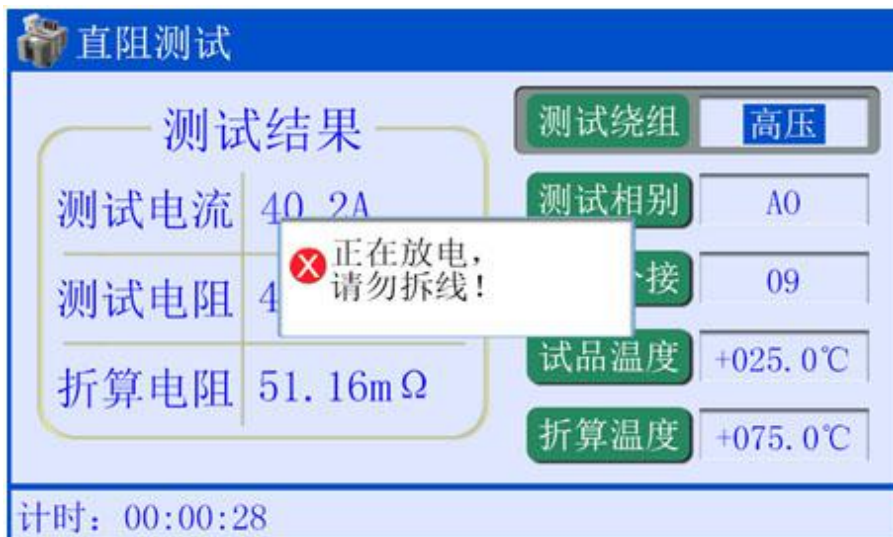 直阻测试
测试结果
测试电流 40.2A
测试电阻 4
折算电阻 51.16mΩ
正在放电，
请勿拆线！
测试绕组 高压
测试相别 AO
接 09
试品温度 +025.0℃
折算温度 +075.0℃
计时：00:00:28